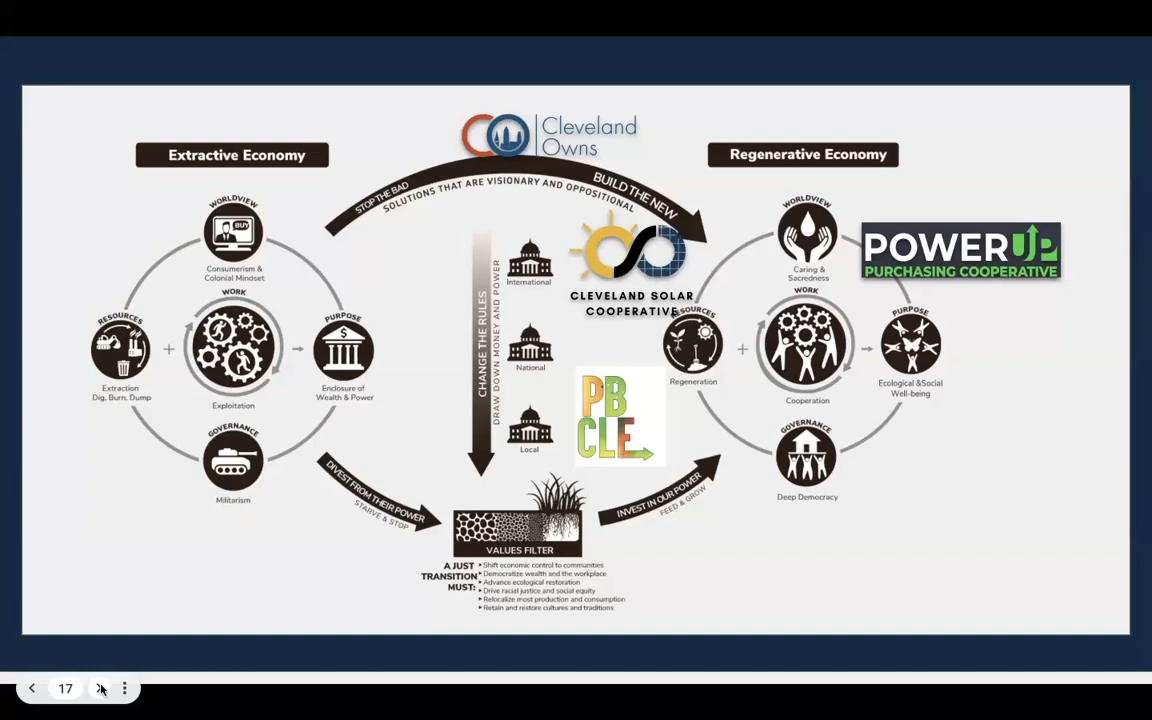 Cleveland
Owns
Extractive Economy
Regenerative Economy
STOP THE BAD
BUILD THE NEW
SOLUTIONS THAT ARE VISIONARY AND OPPOSITIONAL
WORLDVIEW
BUY
Consumerism &
Colonial Mindset
WORK
RESOURCES
PURPOSE
$
+
Extraction
Dig, Burn, Dump
Enclosure of
Wealth & Power
Exploitation
GOVERNANCE
Militarism
CHANGE THE RULES
DRAW DOWN MONEY AND POWER
International
National
Local
CLEVELAND SOLAR
COOPERATIVE
PB
CLE
WORLDVIEW
Caring &
Sacredness
POWERUP
PURCHASING COOPERATIVE
WORK
SOURCES
PURPOSE
+
Regeneration
Ecological &Social
Well-being
Cooperation
GOVERNANCE
Deep Democracy
DIVEST FROM THEIR POWER
STARVE & STOP
INVEST IN OUR POWER
FEED & GROW
VALUES FILTER
A JUST
TRANSITION
MUST:
Shift economic control to communities
Democratize wealth and the workplace
Advance ecological restoration
Drive racial justice and social equity
Relocalize most production and consumption
Retain and restore cultures and traditions
17